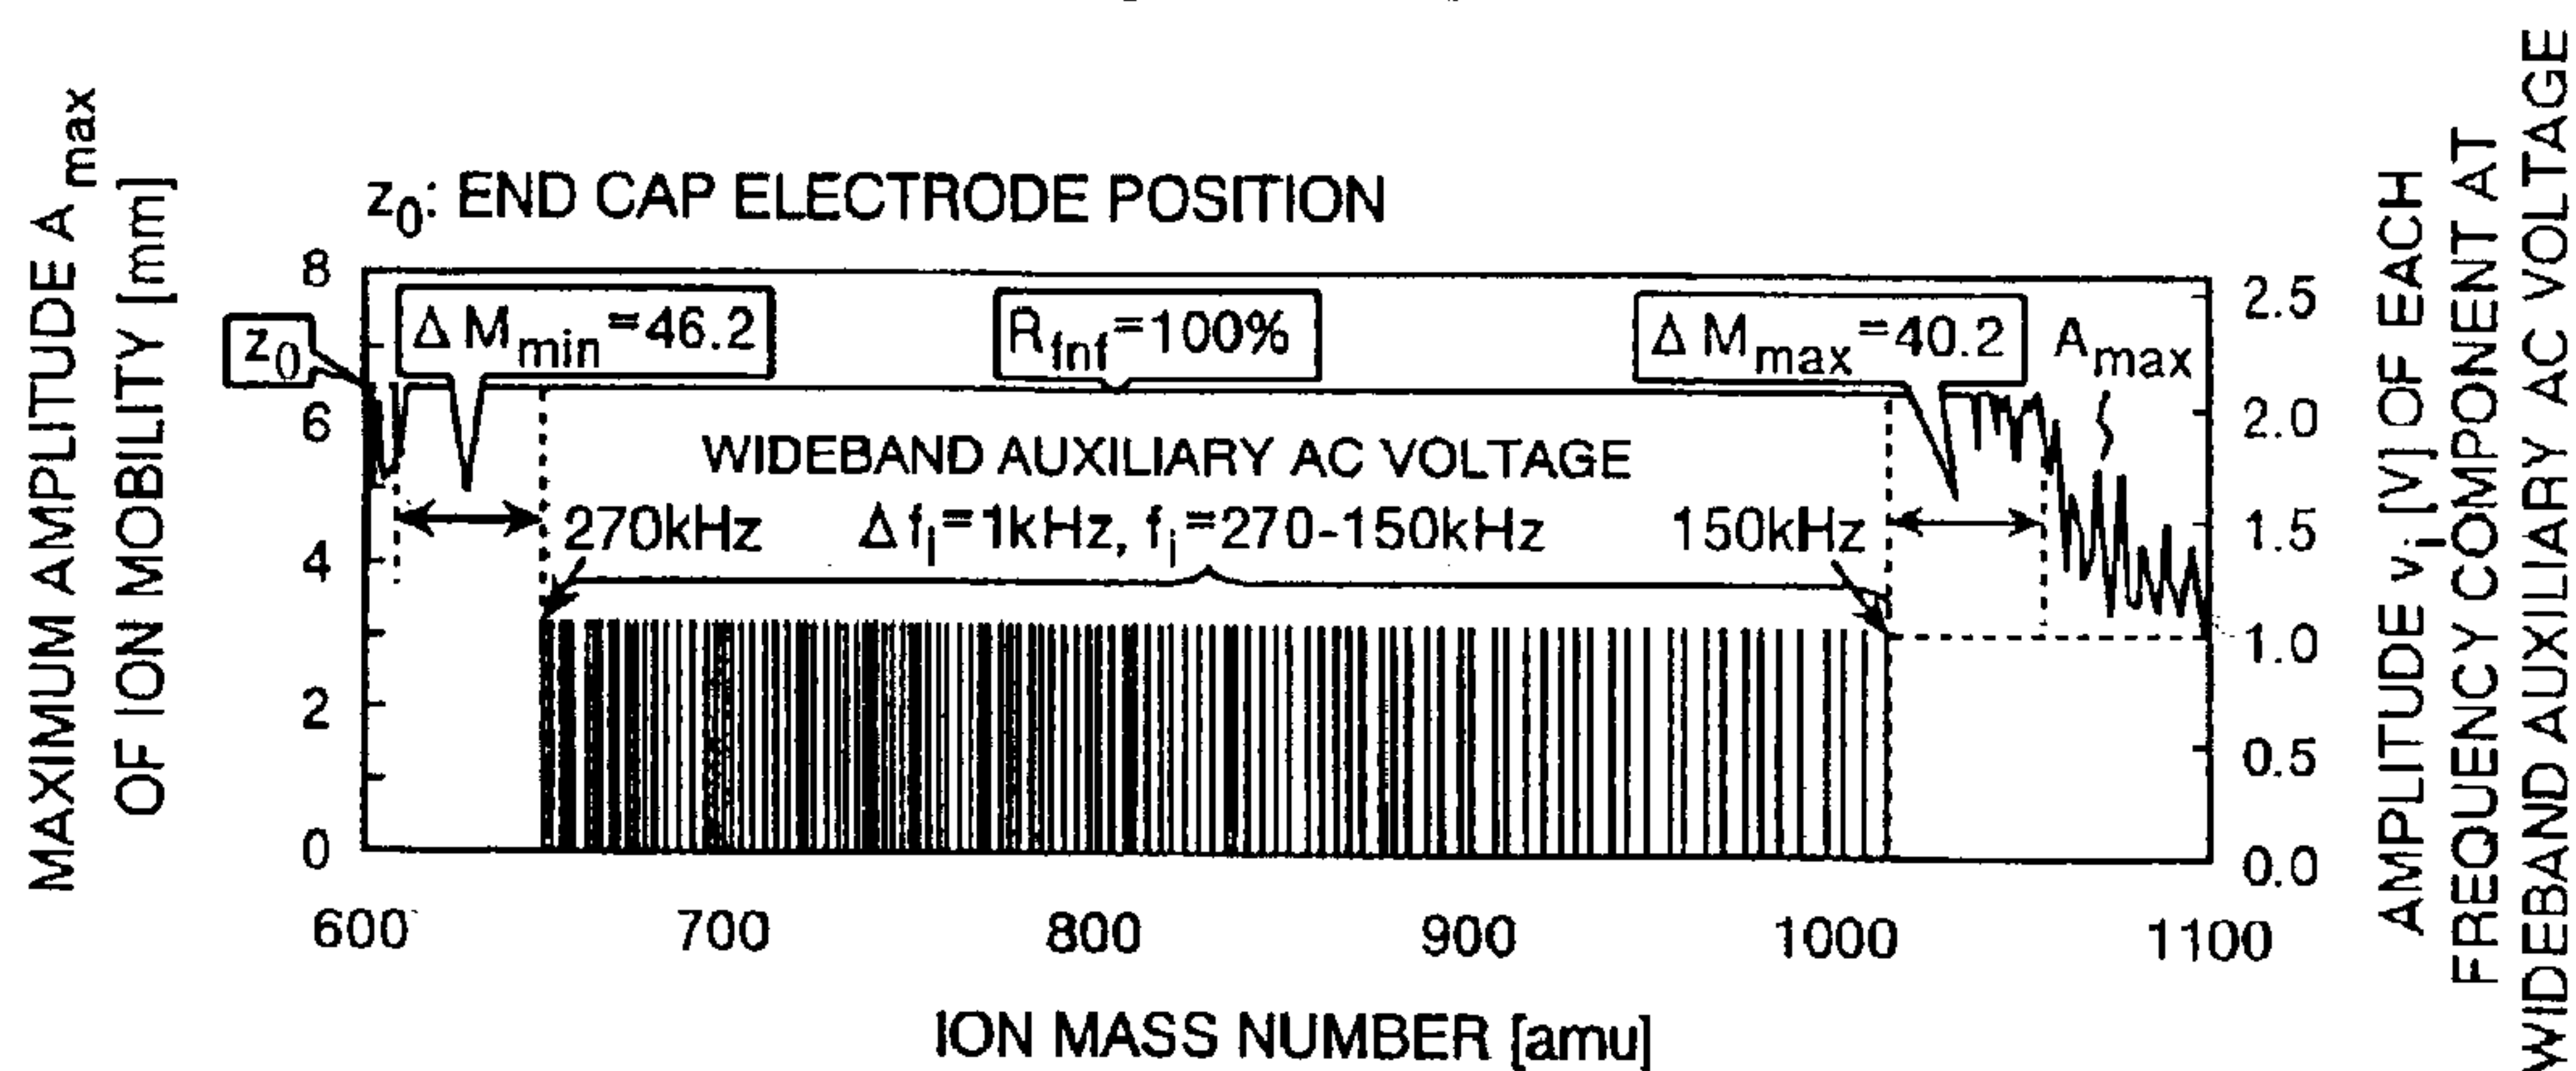 z0: END CAP ELECTRODE POSITION
MAXIMUM AMPLITUDE Amax
OF ION MOBILITY [mm]
8
6
4
2
0
z0
Δ Mmin=46.2
Rfnf=100%
Δ Mmax=40.2
Amax
WIDEBAND AUXILIARY AC VOLTAGE
270kHz
Δfi=1kHz, fi=270-150kHz
150kHz
2.5
2.0
1.5
1.0
0.5
0.0
AMPLITUDE vi [V] OF EACH
FREQUENCY COMPONENT AT
WIDEBAND AUXILIARY AC VOLTAGE
600 700 800 900 1000 1100
ION MASS NUMBER [amu]